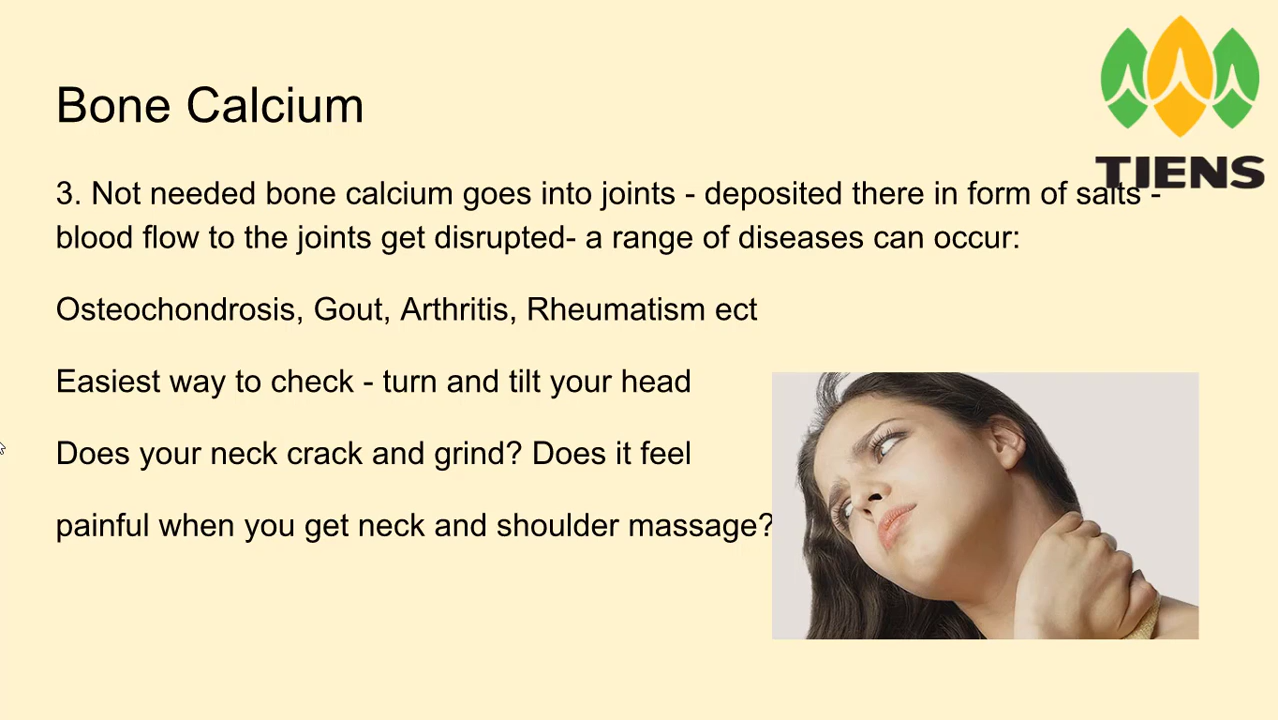 TIENS
Bone Calcium
3. Not needed bone calcium goes into joints - deposited there in form of salts -
blood flow to the joints get disrupted- a range of diseases can occur:
Osteochondrosis, Gout, Arthritis, Rheumatism ect
Easiest way to check - turn and tilt your head
Does your neck crack and grind? Does it feel
painful when you get neck and shoulder massage?